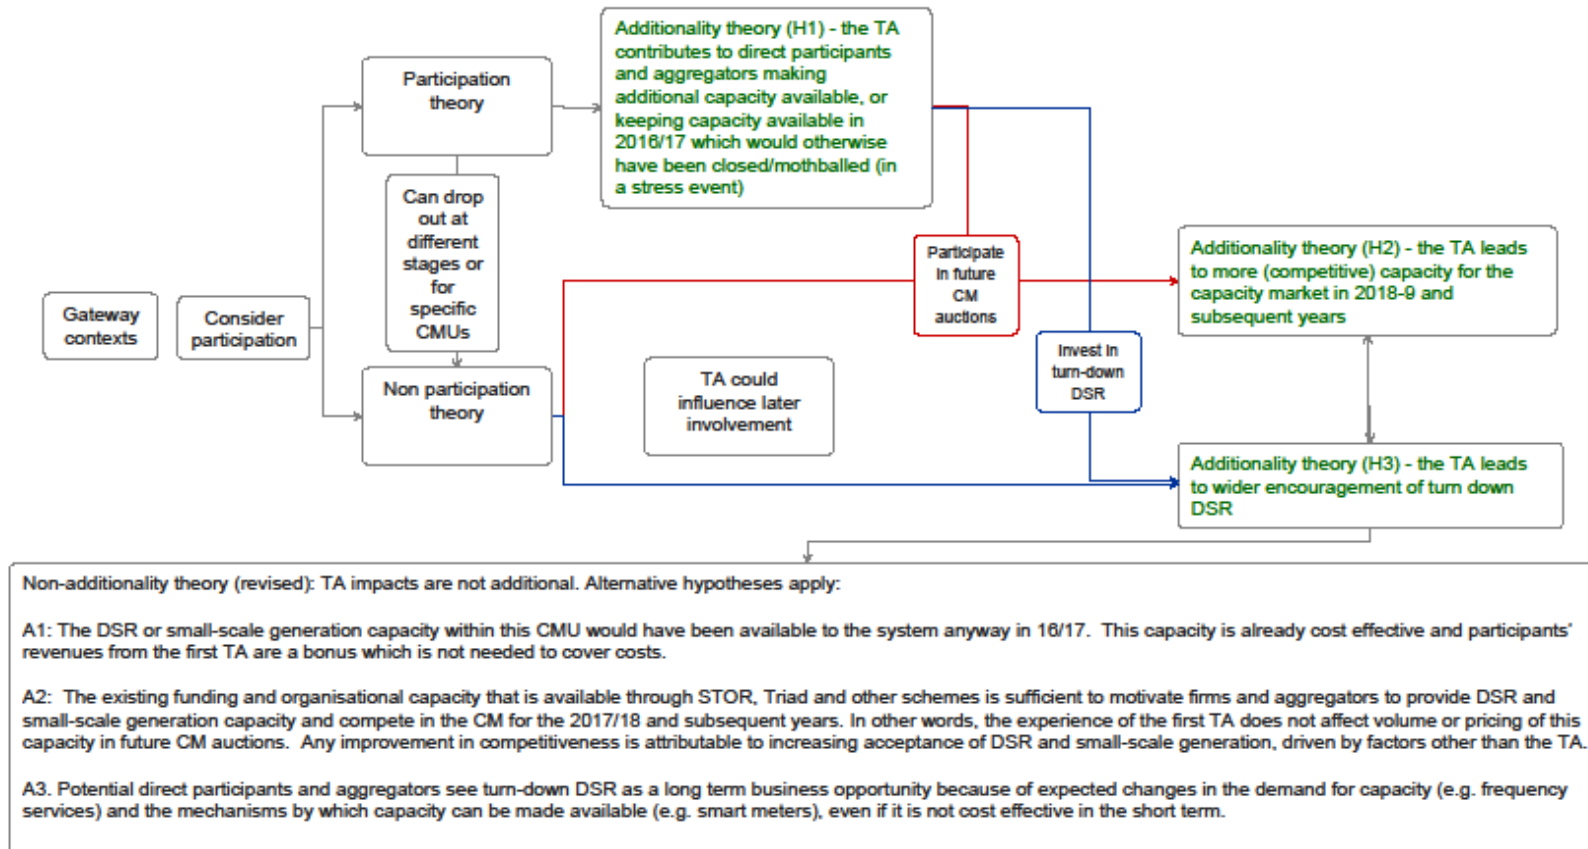 Participation
theory
Additionality theory (H1) - the TA
contributes to direct participants
and aggregators making
additional capacity available, or
keeping capacity available in
2016/17 which would otherwise
have been closed/mothballed (in
a stress event)
Can drop
out at
different
stages or
for
specific
CMUs
Gateway
contexts
Consider
participation
Non participation
theory
TA could
influence later
involvement
Participate
in future
CM
auctions
Invest in
turn-down
DSR
Additionality theory (H2) - the TA leads
to more (competitive) capacity for the
capacity market in 2018-9 and
subsequent years
Additionality theory (H3) - the TA leads
to wider encouragement of turn down
DSR
Non-additionality theory (revised): TA impacts are not additional. Alternative hypotheses apply:
A1: The DSR or small-scale generation capacity within this CMU would have been available to the system anyway in 16/17. This capacity is already cost effective and participants'
revenues from the first TA are a bonus which is not needed to cover costs.
A2: The existing funding and organisational capacity that is available through STOR, Triad and other schemes is sufficient to motivate firms and aggregators to provide DSR and
small-scale generation capacity and compete in the CM for the 2017/18 and subsequent years. In other words, the experience of the first TA does not affect volume or pricing of this
capacity in future CM auctions. Any improvement in competitiveness is attributable to increasing acceptance of DSR and small-scale generation, driven by factors other than the TA.
A3. Potential direct participants and aggregators see turn-down DSR as a long term business opportunity because of expected changes in the demand for capacity (e.g. frequency
services) and the mechanisms by which capacity can be made available (e.g. smart meters), even if it is not cost effective in the short term.